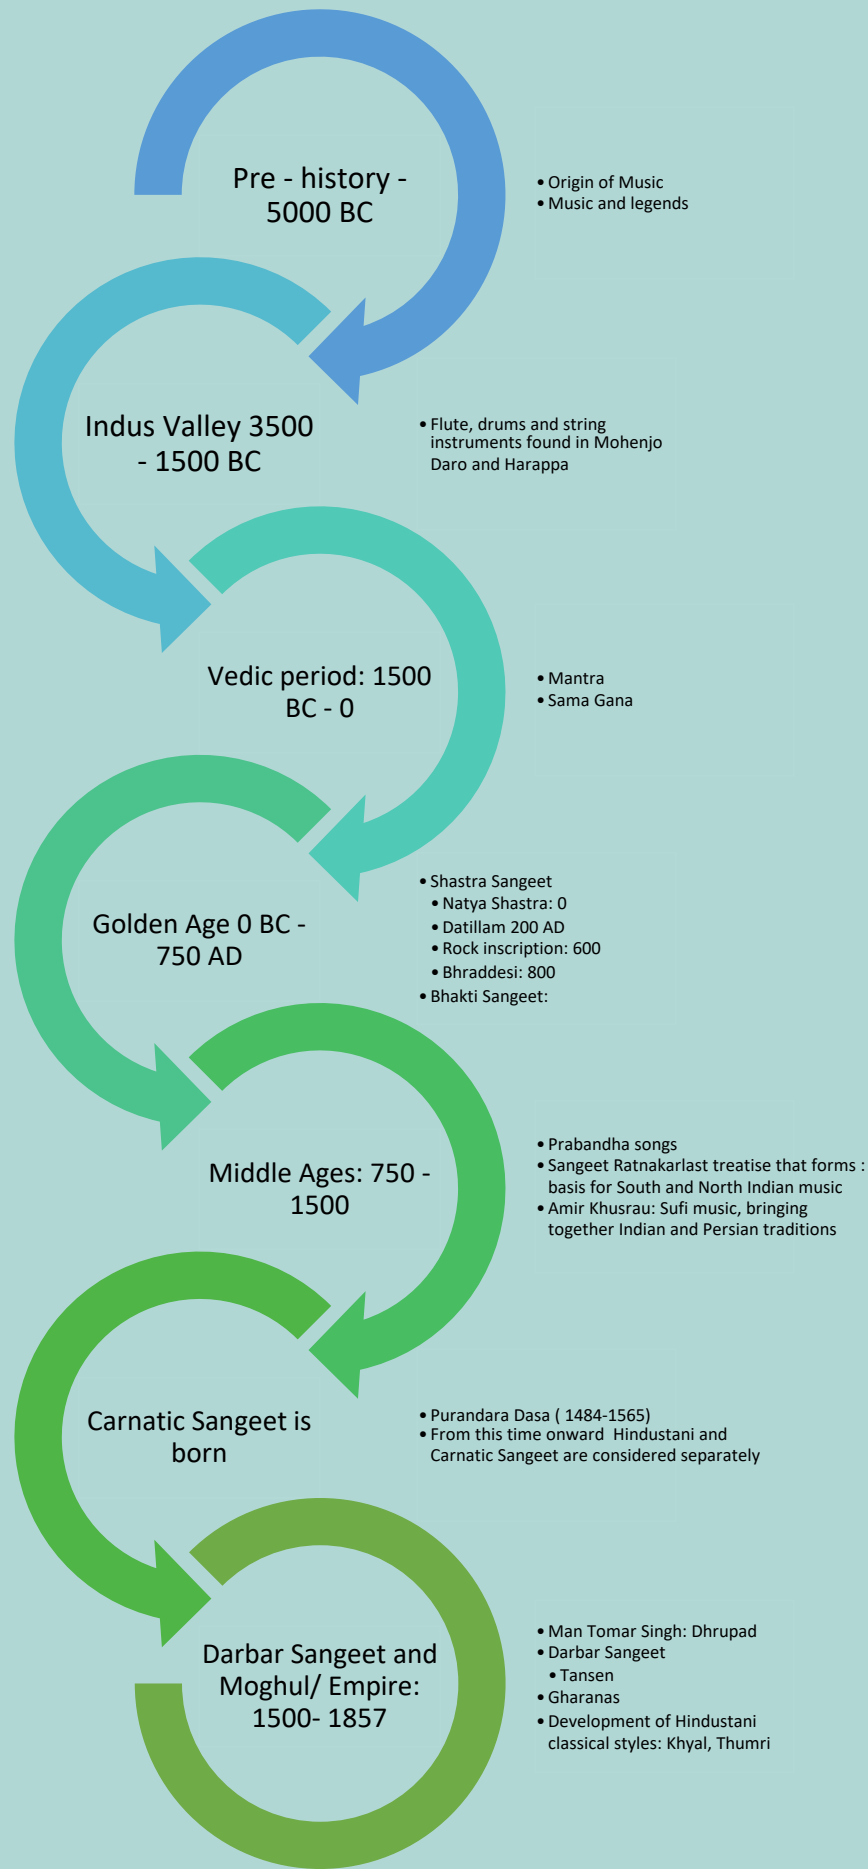 Pre - history -
5000 BC
• Origin of Music
• Music and legends
Indus Valley 3500
- 1500 BC
• Flute, drums and string
instruments found in Mohenjo
Daro and Harappa
Vedic period: 1500
BC - 0
• Mantra
• Sama Gana
Golden Age 0 BC -
750 AD
• Shastra Sangeet
• Natya Shastra: 0
• Datillam 200 AD
• Rock inscription: 600
• Bhraddesi: 800
• Bhakti Sangeet:
Middle Ages: 750 -
1500
• Prabandha songs
• Sangeet Ratnakarlast treatise that forms :
basis for South and North Indian music
• Amir Khusrau: Sufi music, bringing
together Indian and Persian traditions
Carnatic Sangeet is
born
• Purandara Dasa ( 1484-1565)
• From this time onward Hindustani and
Carnatic Sangeet are considered separately
Darbar Sangeet and
Moghul/ Empire:
1500- 1857
• Man Tomar Singh: Dhrupad
• Darbar Sangeet
• Tansen
• Gharanas
• Development of Hindustani
classical styles: Khyal, Thumri